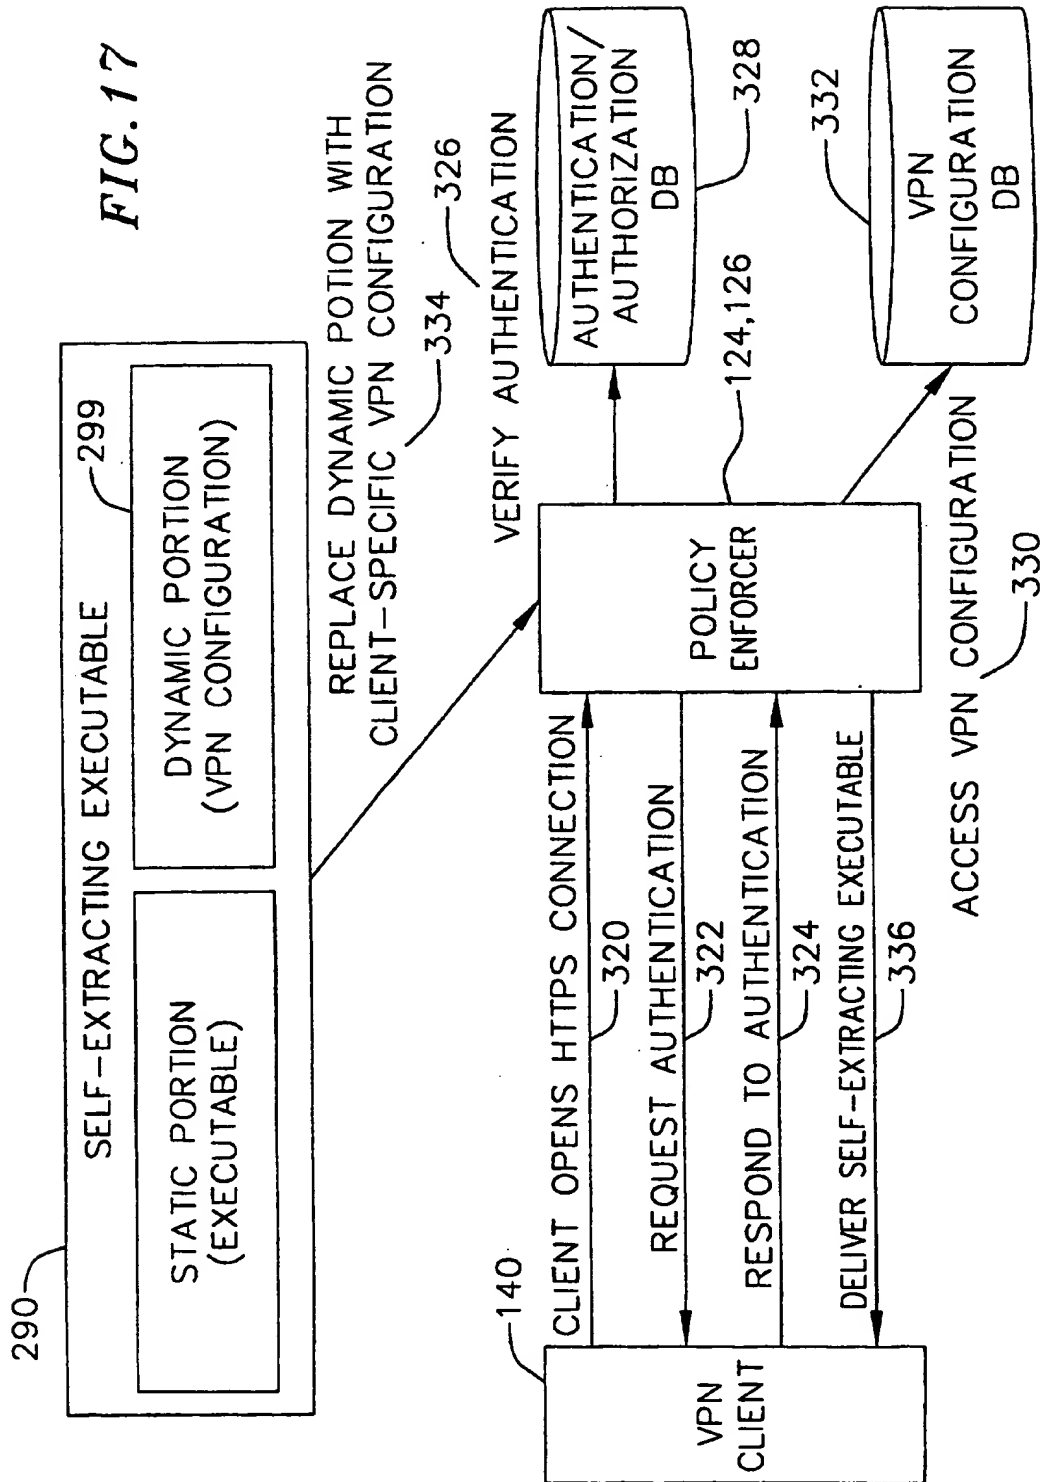 FIG.17
290
SELF-EXTRACTING EXECUTABLE
STATIC PORTION
(EXECUTABLE)
299
DYNAMIC PORTION
(VPN CONFIGURATION)
REPLACE DYNAMIC POTION WITH
CLIENT-SPECIFIC VPN CONFIGURATION
334
326
VERIFY AUTHENTICATION
140
VPN
CLIENT
CLIENT OPENS HTTPS CONNECTION
320
REQUEST AUTHENTICATION
322
RESPOND TO AUTHENTICATION
324
DELIVER SELF-EXTRACTING EXECUTABLE
336
POLICY
ENFORCER
124,126
AUTHENTICATION/
AUTHORIZATION
DB
328
332
VPN
CONFIGURATION
DB
ACCESS VPN CONFIGURATION
330